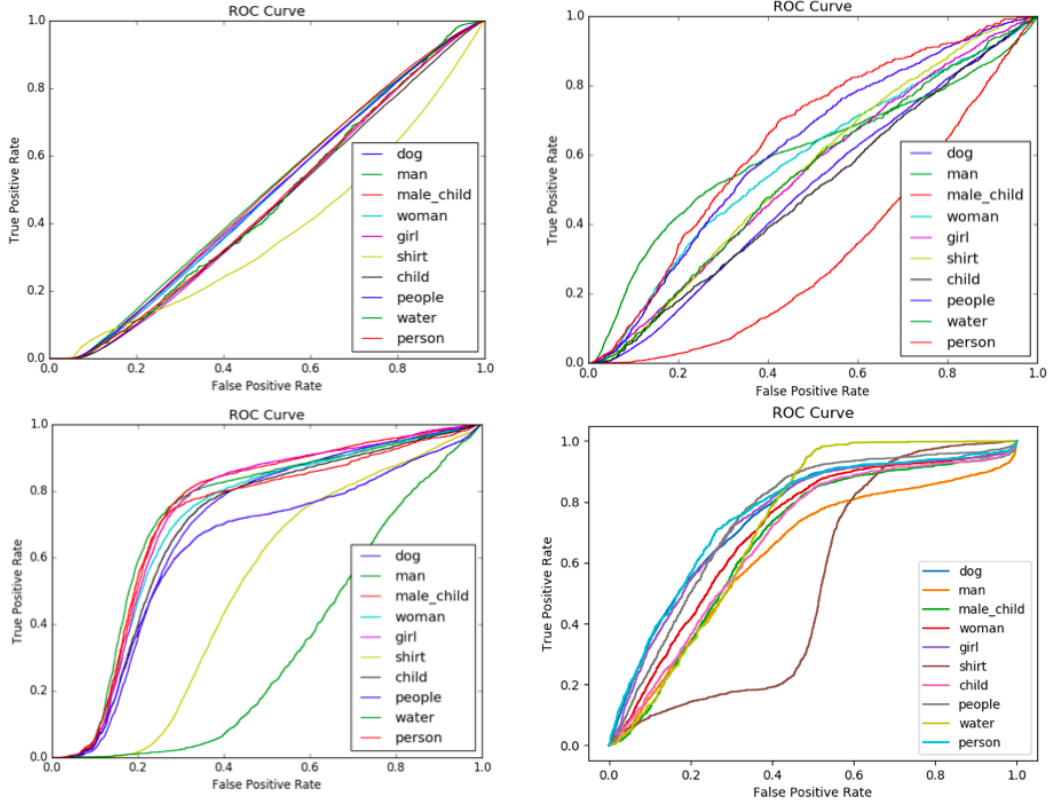 ROC Curve
True Positive Rate
1.0
0.8
0.6
0.4
0.2
0.0
dog
man
male_child
woman
girl
shirt
child
people
water
person
0.0 0.2 0.4 0.6 0.8 1.0
False Positive Rate
ROC Curve
True Positive Rate
1.0
0.8
0.6
0.4
0.2
0.0
dog
man
male_child
woman
girl
shirt
child
people
water
person
0.0 0.2 0.4 0.6 0.8 1.0
False Positive Rate
ROC Curve
True Positive Rate
1.0
0.8
0.6
0.4
0.2
0.0
dog
man
male_child
woman
girl
shirt
child
people
water
person
0.0 0.2 0.4 0.6 0.8 1.0
False Positive Rate
ROC Curve
True Positive Rate
1.0
0.8
0.6
0.4
0.2
0.0
dog
man
male_child
woman
girl
shirt
child
people
water
person
0.0 0.2 0.4 0.6 0.8 1.0
False Positive Rate